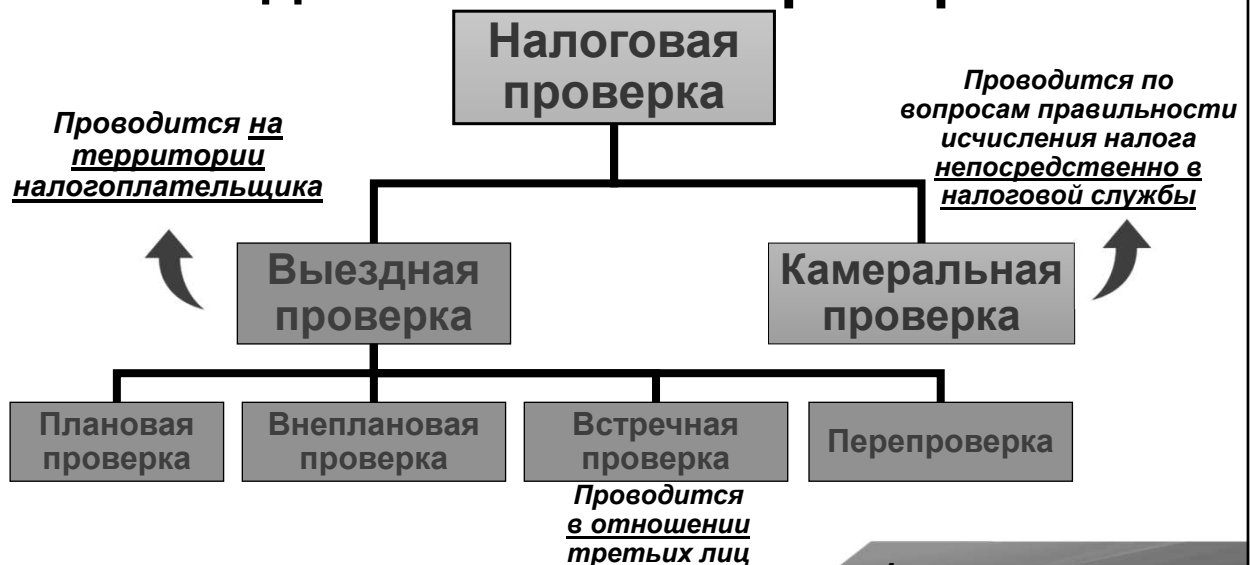 Налоговая
проверка
Проводится на
территории
налогоплательщика
Проводится по
вопросам правильности
исчисления налога
непосредственно в
налоговой службы
Выездная
проверка
Камеральная
проверка
Плановая
проверка
Внеплановая
проверка
Встречная
проверка
Перепроверка
Проводится
в отношении
третьих лиц